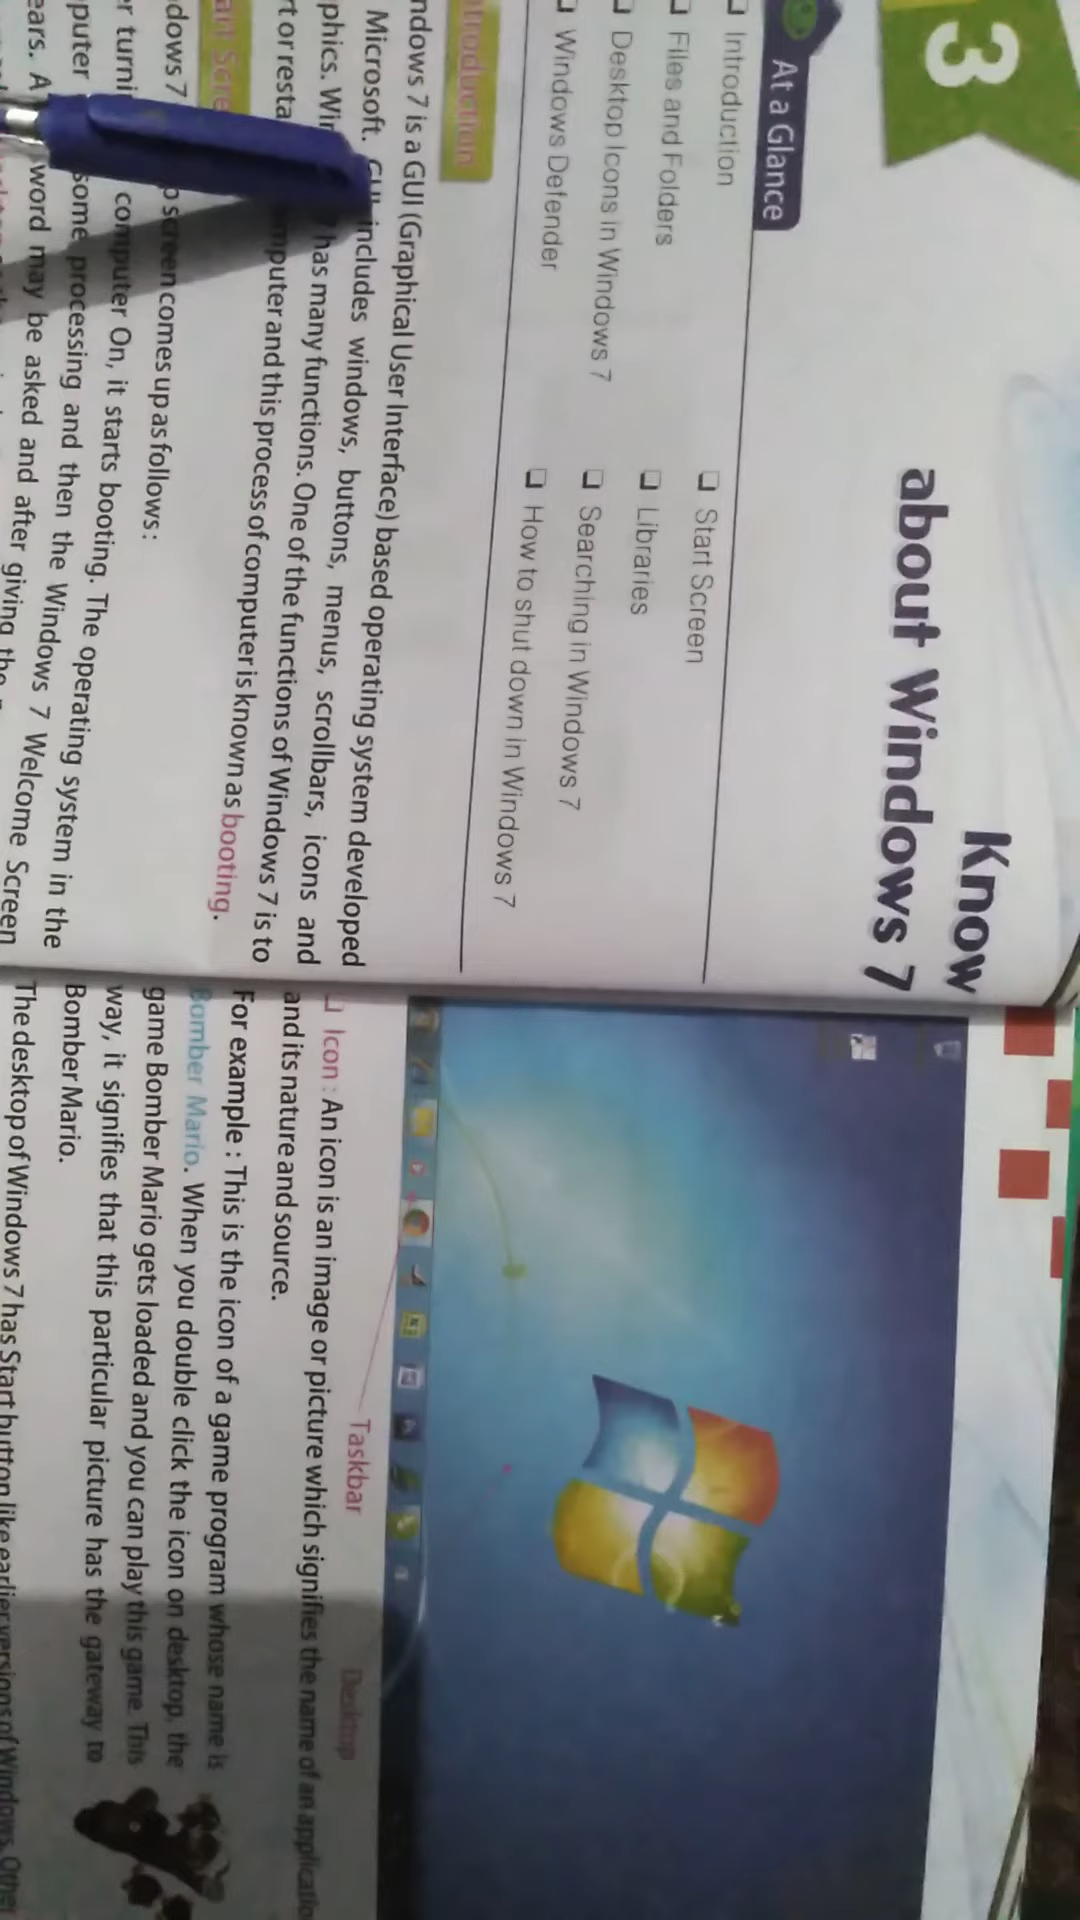 3
Know
about Windows 7
At a Glance
Introduction
Start Screen
Files and Folders
Libraries
Desktop Icons in Windows 7
Searching in Windows 7
Windows Defender
How to shut down in Windows 7
7 is a GUI (Graphical User Interface) based operating system developed
Microsoft. includes windows, buttons, menus, scrollbars, icons and
has many functions. One of the functions of Windows 7 is to
or and this process of computer is known as booting.
7 screen comes up as follows:
computer On, it starts booting. The operating system in the
some processing and then the Windows 7 Welcome Screen
A word may be asked and after giving the
Taskbar
Desktop
Icon : An icon is an image or picture which signifies the name of an
and its nature and source.
For example : This is the icon of a game program whose name is
Bomber Mario. When you double click the icon on desktop, the
game Bomber Mario gets loaded and you can play this game. This
way, it signifies that this particular picture has the gateway to
Bomber Mario.
The desktop of Windows 7 has Start button like earlier versions of Windows. Other